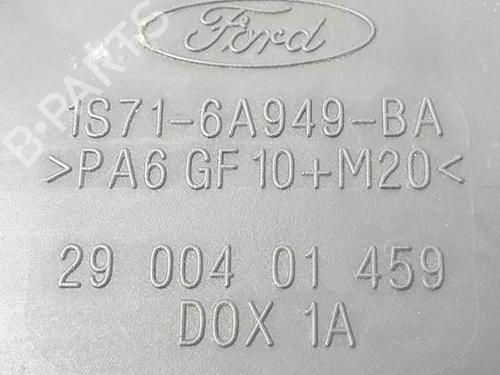 Ford
B-PARTS
1S71-6A949-BA
>PA6 GF10+M20<
29 004 01 459
DOX 1A